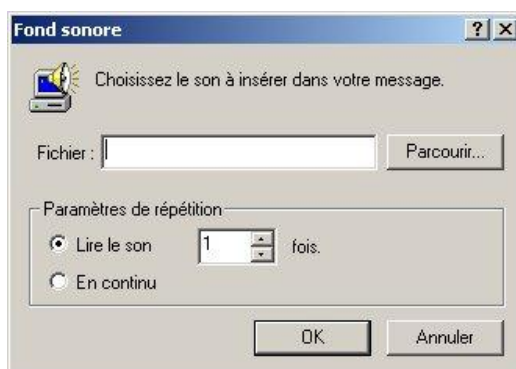 Fond sonore
Choisissez le son à insérer dans votre message.
Fichier : Parcourir...
Paramètres de répétition
Lire le son 1 fois.
En continu
OK Annuler